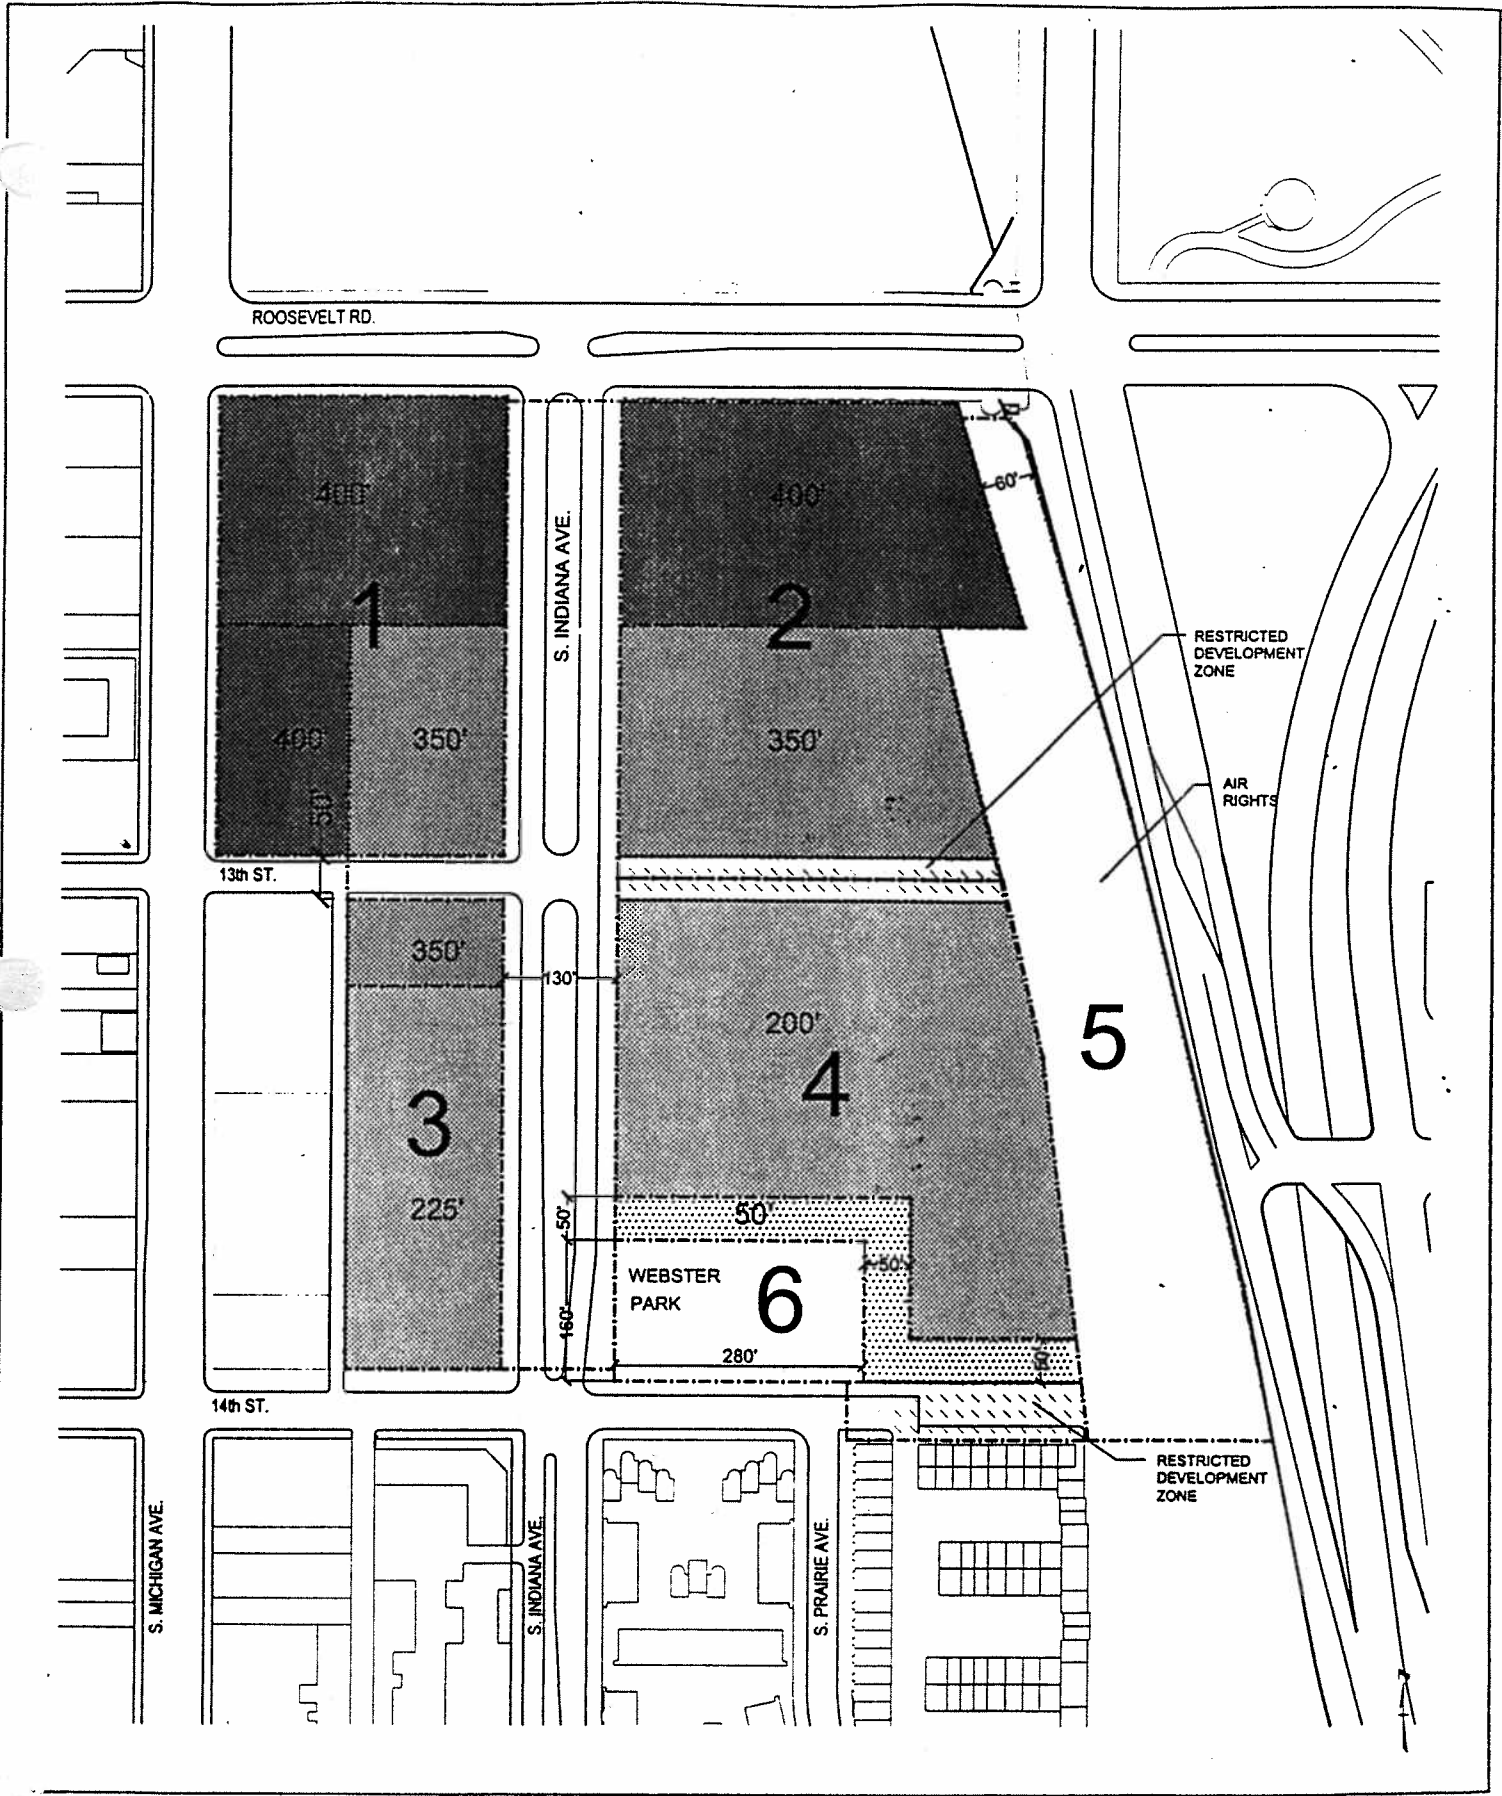 ROOSEVELT RD.
400'
400'
60'
S. INDIANA AVE.
1
2
RESTRICTED
DEVELOPMENT
ZONE
400'
350'
350'
AIR
RIGHTS
50'
13th ST.
350'
130'
200'
5
4
3
225'
50'
50'
50'
WEBSTER
PARK
6
160'
280'
50'
14th ST.
RESTRICTED
DEVELOPMENT
ZONE
S. MICHIGAN AVE.
S. INDIANA AVE.
S. PRAIRIE AVE.